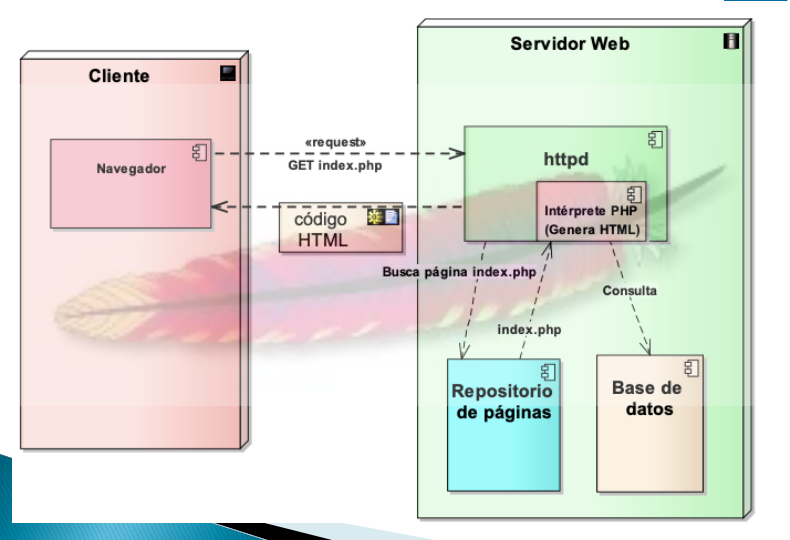 Cliente
Servidor Web
Navegador
«request»
GET index.php
httpd
código
HTML
Intérprete PHP
(Genera HTML)
Busca página index.php
index.php
Consulta
Repositorio
de páginas
Base de
datos